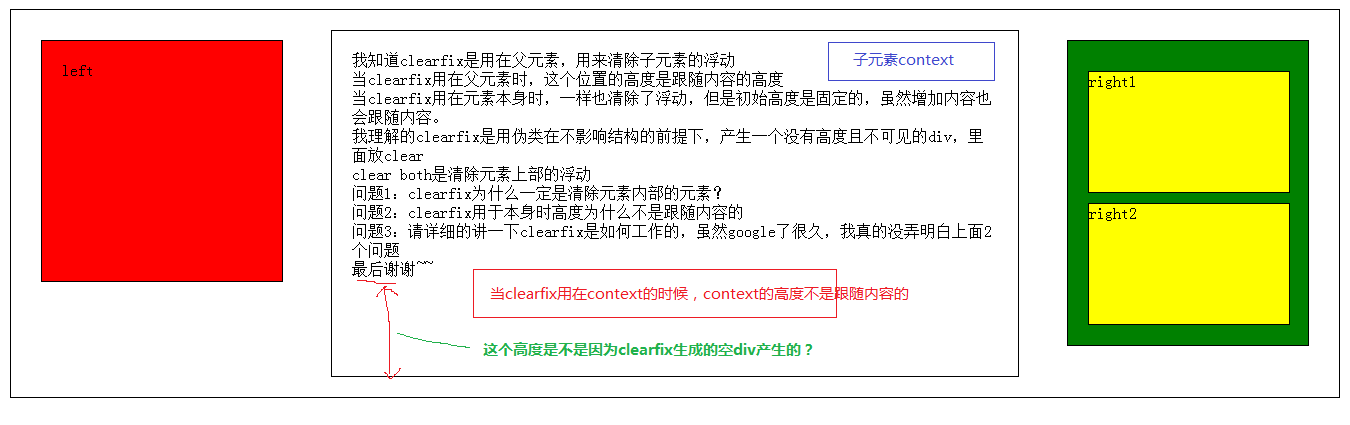 left
我知道clearfix是用在父元素，用来清除子元素的浮动
当clearfix用在父元素时，这个位置的高度是跟随内容的高度
当clearfix用在元素本身时，一样也清除了浮动，但是初始高度是固定的，虽然增加内容也
会跟随内容。
我理解的clearfix是用伪类在不影响结构的前提下，产生一个没有高度且不可见的div，里
面放clear
clear both是清除元素上部的浮动
问题1：clearfix为什么一定是清除元素内部的元素？
问题2：clearfix用于本身时高度为什么不是跟随内容的
问题3：请详细的讲一下clearfix是如何工作的，虽然google了很久，我真的没弄明白上面2
个问题
最后谢谢~~
子元素context
当clearfix用在context的时候，context的高度不是跟随内容的
这个高度是不是因为clearfix生成的空div产生的？
right1
right2